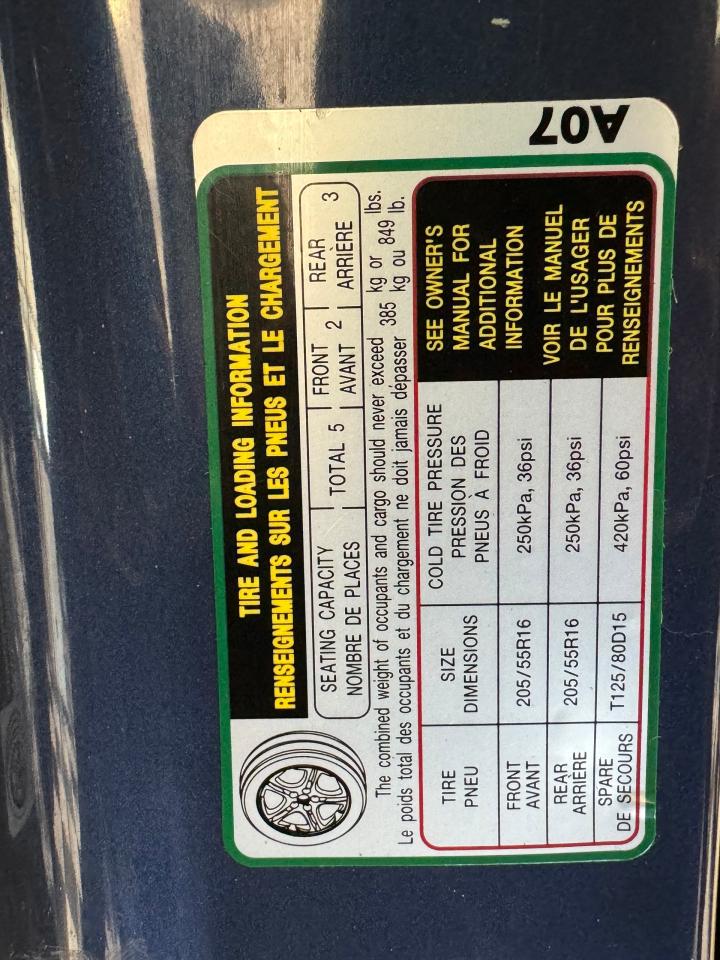 A07
TIRE AND LOADING INFORMATION
RENSEIGNEMENTS SUR LES PNEUS ET LE CHARGEMENT
SEATING CAPACITY TOTAL 5 FRONT 2 REAR 3
NOMBRE DE PLACES AVANT ARRIÈRE
The combined weight of occupants and cargo should never exceed 385 kg or 849 lbs.
Le poids total des occupants et du chargement ne doit jamais dépasser kg ou lb.
TIRE SIZE COLD TIRE PRESSURE
PNEU DIMENSIONS PRESSION DES
PNEUS À FROID
FRONT 205/55R16 250kPa, 36psi
AVANT
REAR 205/55R16 250kPa, 36psi
ARRIÈRE
SPARE T125/80D15 420kPa, 60psi
DE SECOURS
SEE OWNER'S
MANUAL FOR
ADDITIONAL
INFORMATION
VOIR LE MANUEL
DE L'USAGER
POUR PLUS DE
RENSEIGNEMENTS